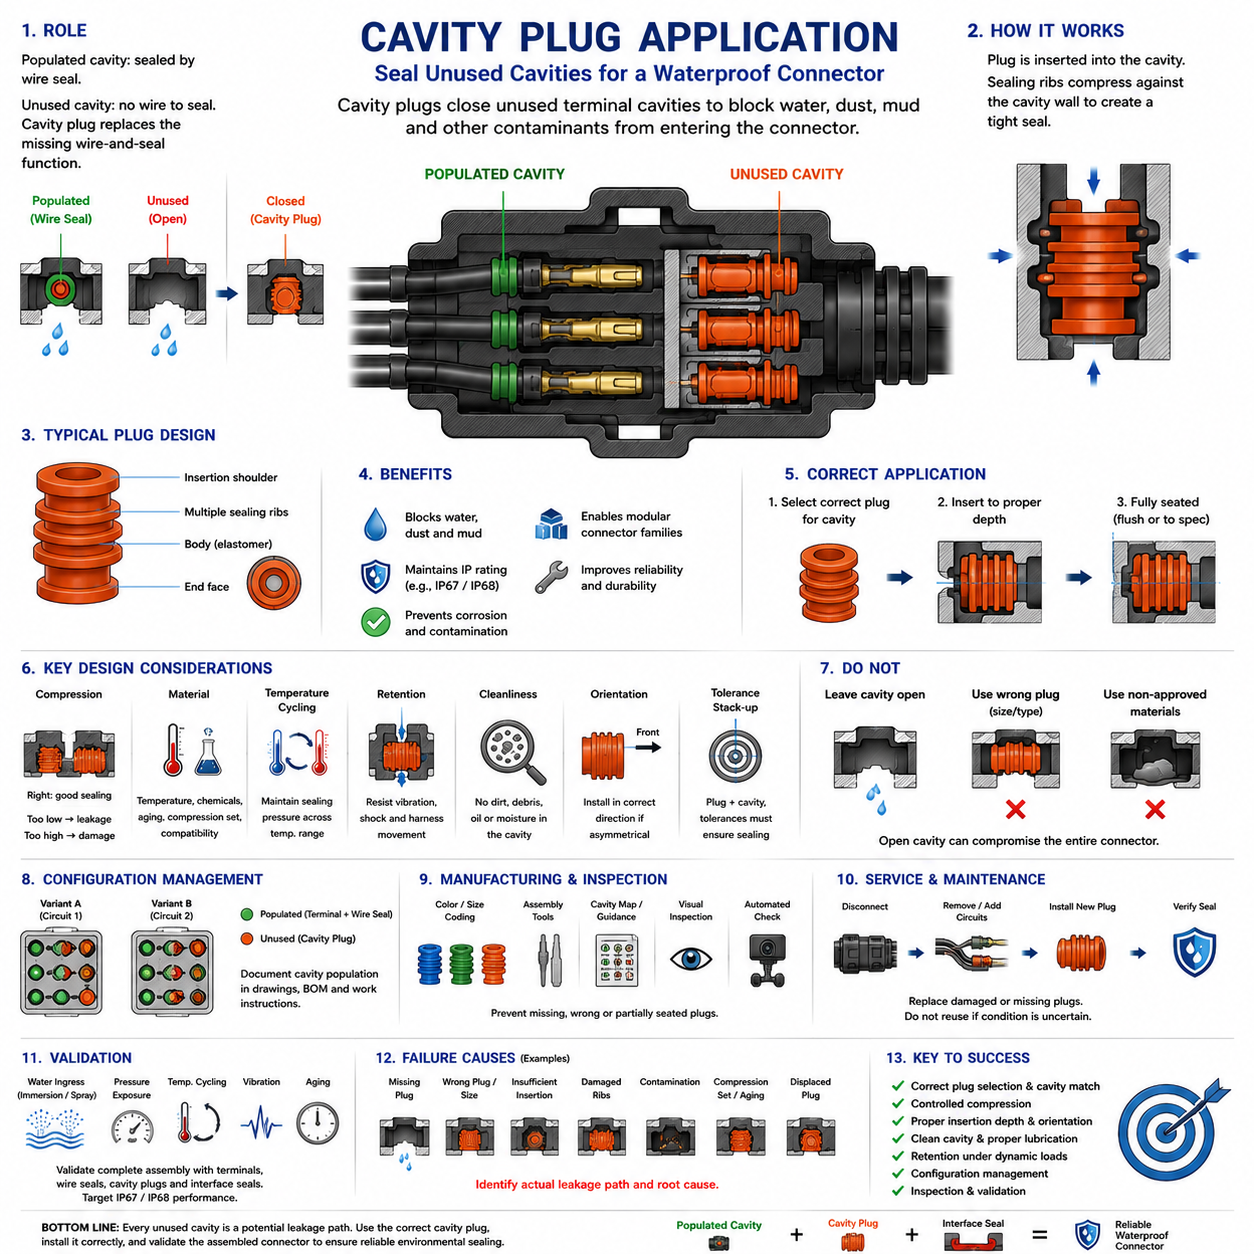 CAVITY PLUG APPLICATION
Seal Unused Cavities for a Waterproof Connector
Cavity plugs close unused terminal cavities to block water, dust, mud
and other contaminants from entering the connector.
1. ROLE
Populated cavity: sealed by
wire seal.
Unused cavity: no wire to seal.
Cavity plug replaces the
missing wire-and-seal
function.
Populated
(Wire Seal)
Unused
(Open)
Closed
(Cavity Plug)
POPULATED CAVITY
UNUSED CAVITY
2. HOW IT WORKS
Plug is inserted into the cavity.
Sealing ribs compress against
the cavity wall to create a
tight seal.
3. TYPICAL PLUG DESIGN
Insertion shoulder
Multiple sealing ribs
Body (elastomer)
End face
4. BENEFITS
Blocks water,
dust and mud
Maintains IP rating
(e.g., IP67 / IP68)
Prevents corrosion
and contamination
Enables modular
connector families
Improves reliability
and durability
5. CORRECT APPLICATION
1. Select correct plug
for cavity
2. Insert to proper
depth
3. Fully seated
(flush or to spec)
6. KEY DESIGN CONSIDERATIONS
Compression
Right: good sealing
Too low → leakage
Too high → damage
Material
Temperature, chemicals,
aging, compression set,
compatibility
Temperature
Cycling
Maintain sealing
pressure across
temp. range
Retention
Resist vibration,
shock and harness
movement
Cleanliness
No dirt, debris,
oil or moisture in
the cavity
Orientation
Front
Install in correct
direction if
asymmetrical
Tolerance
Stack-up
Plug + cavity,
tolerances must
ensure sealing
7. DO NOT
Leave cavity open
Use wrong plug
(size/type)
Use non-approved
materials
Open cavity can compromise the entire connector.
8. CONFIGURATION MANAGEMENT
Variant A
(Circuit 1)
Variant B
(Circuit 2)
Populated (Terminal + Wire Seal)
Unused (Cavity Plug)
Document cavity population
in drawings, BOM and work
instructions.
9. MANUFACTURING & INSPECTION
Color / Size
Coding
Assembly
Tools
Cavity Map /
Guidance
Visual
Inspection
Automated
Check
Prevent missing, wrong or partially seated plugs.
10. SERVICE & MAINTENANCE
Disconnect
Remove / Add
Circuits
Install New Plug
Verify Seal
Replace damaged or missing plugs.
Do not reuse if condition is uncertain.
11. VALIDATION
Water Ingress
(Immersion / Spray)
Pressure
Exposure
Temp. Cycling
Vibration
Aging
Validate complete assembly with terminals,
wire seals, cavity plugs and interface seals.
Target IP67 / IP68 performance.
12. FAILURE CAUSES (Examples)
Missing
Plug
Wrong Plug /
Size
Insufficient
Insertion
Damaged
Ribs
Contamination
Compression
Set / Aging
Displaced
Plug
Identify actual leakage path and root cause.
13. KEY TO SUCCESS
Correct plug selection & cavity match
Controlled compression
Proper insertion depth & orientation
Clean cavity & proper lubrication
Retention under dynamic loads
Configuration management
Inspection & validation
BOTTOM LINE: Every unused cavity is a potential leakage path. Use the correct cavity plug,
install it correctly, and validate the assembled connector to ensure reliable environmental sealing.
Populated Cavity
+
Cavity Plug
+
Interface Seal
=
Reliable
Waterproof
Connector